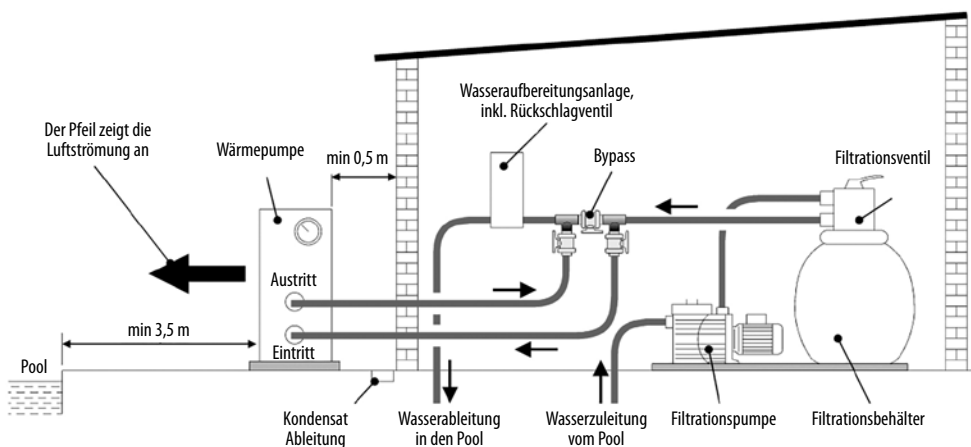 Wasseraufbereitungsanlage,
inkl. Rückschlagventil
Der Pfeil zeigt die
Luftströmung an
Wärmepumpe
min 0,5 m
Bypass
Filtrationsventil
Austritt
min 3,5 m
Eintritt
Pool
Kondensat
Ableitung
Wasserableitung
in den Pool
Wasserzuleitung
vom Pool
Filtrationspumpe
Filtrationsbehälter